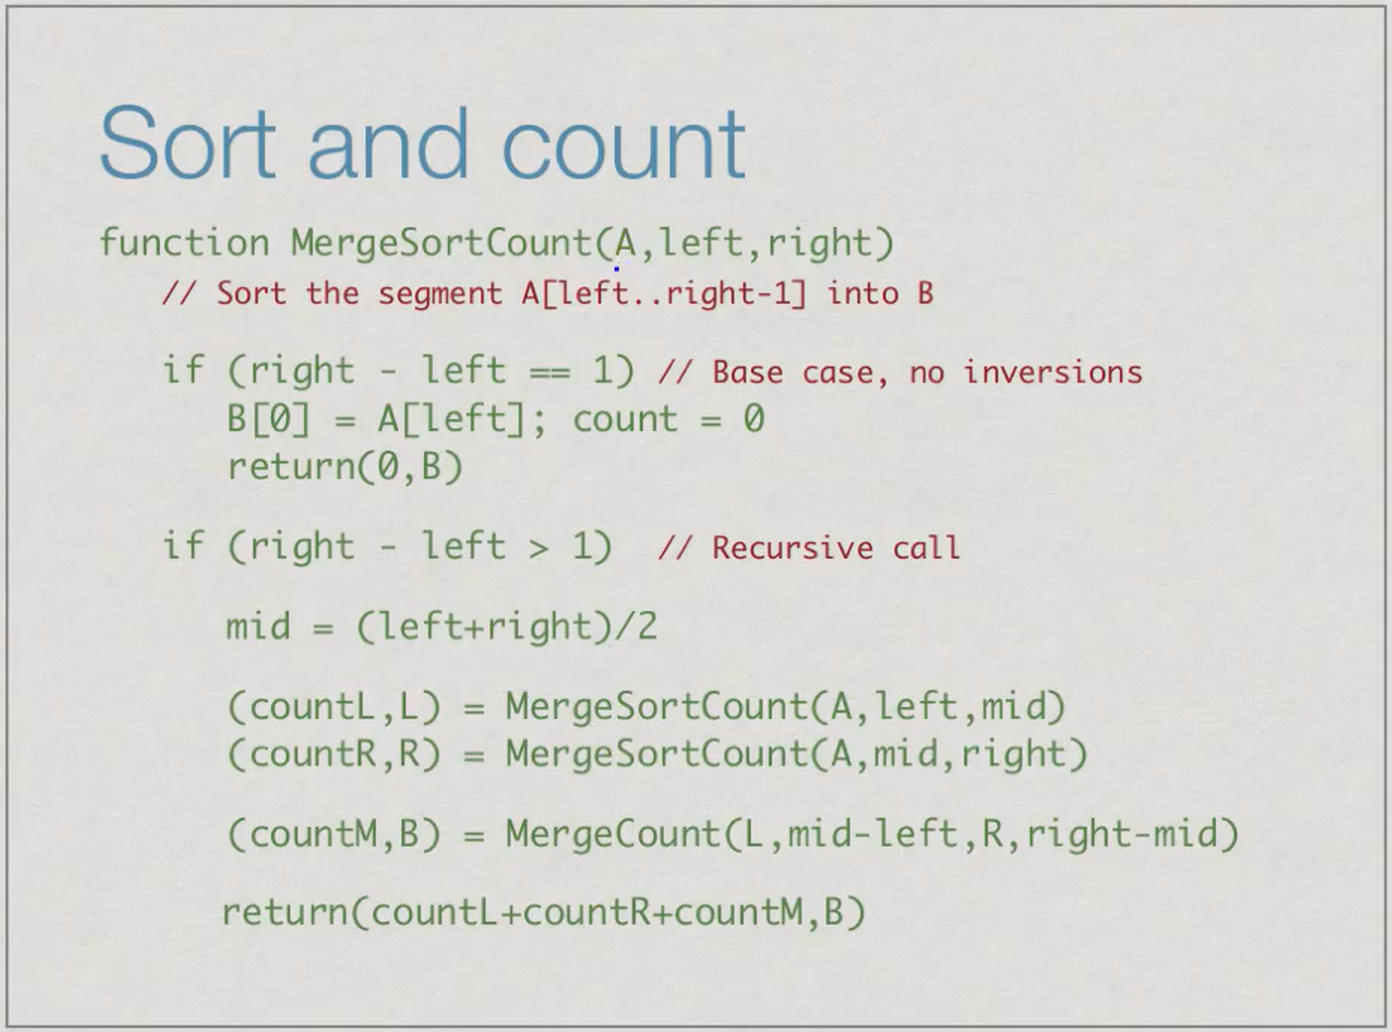 Sort and count
function MergeSortCount(A,left,right)
// Sort the segment A[left..right-1] into B
if (right - left == 1) // Base case, no inversions
B[0] = A[left]; count = 0
return(0,B)
if (right - left > 1) // Recursive call
mid = (left+right)/2
(countL,L) = MergeSortCount(A,left,mid)
(countR,R) = MergeSortCount(A,mid,right)
(countM,B) = MergeCount(L,mid-left,R,right-mid)
return(countL+countR+countM,B)